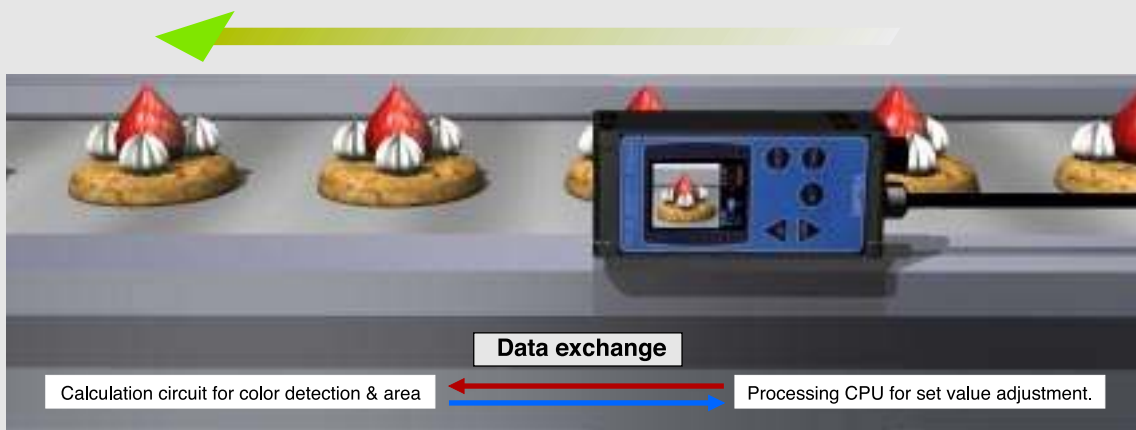 Data exchange
Calculation circuit for color detection & area
Processing CPU for set value adjustment.